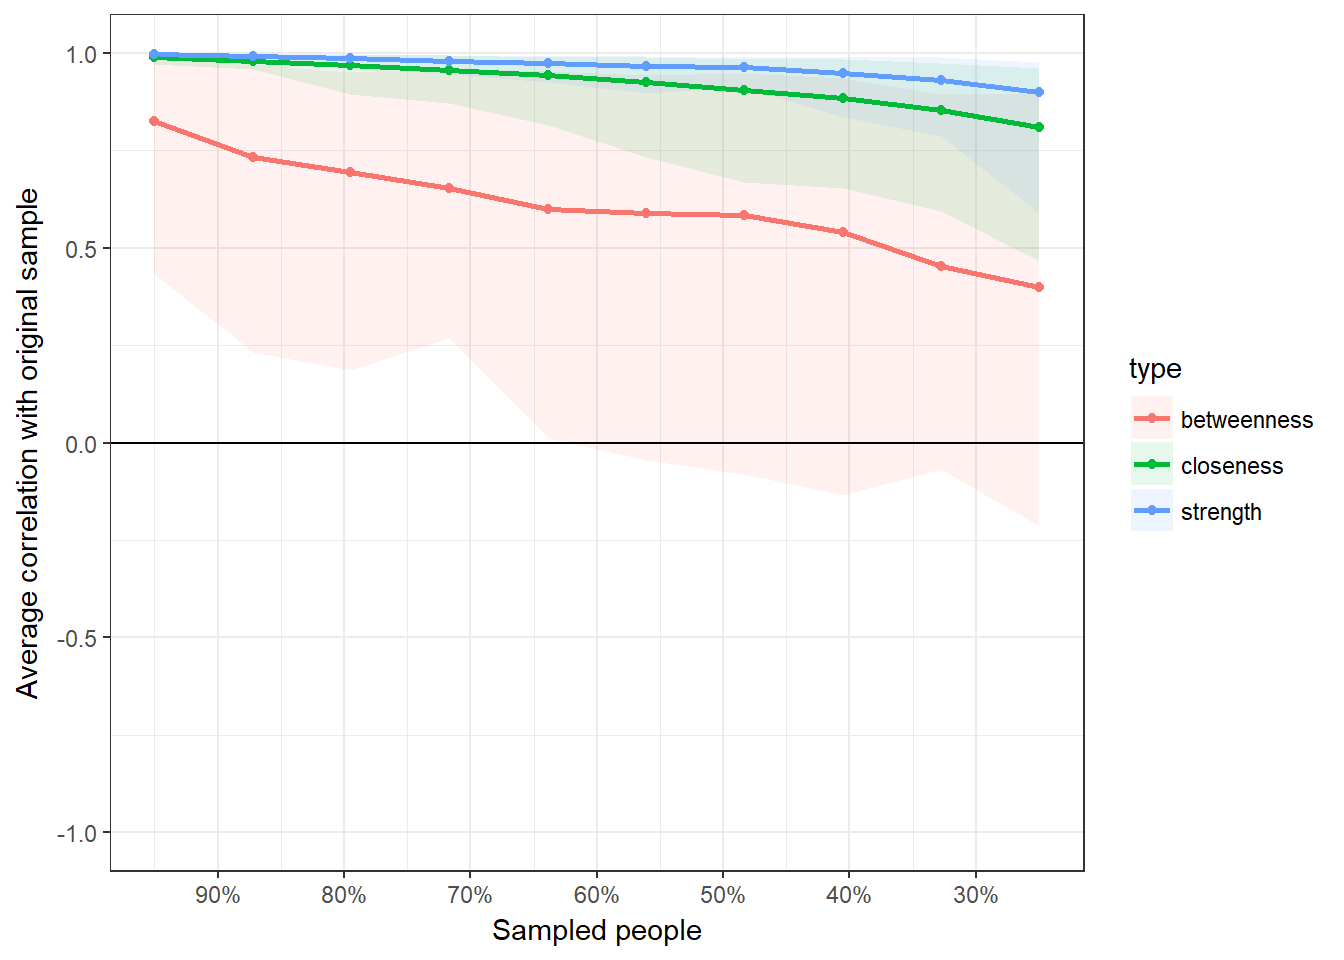 Average correlation with original sample
1.0
0.5
0.0
-0.5
-1.0
90% 80% 70% 60% 50% 40% 30%
Sampled people
type
betweenness
closeness
strength